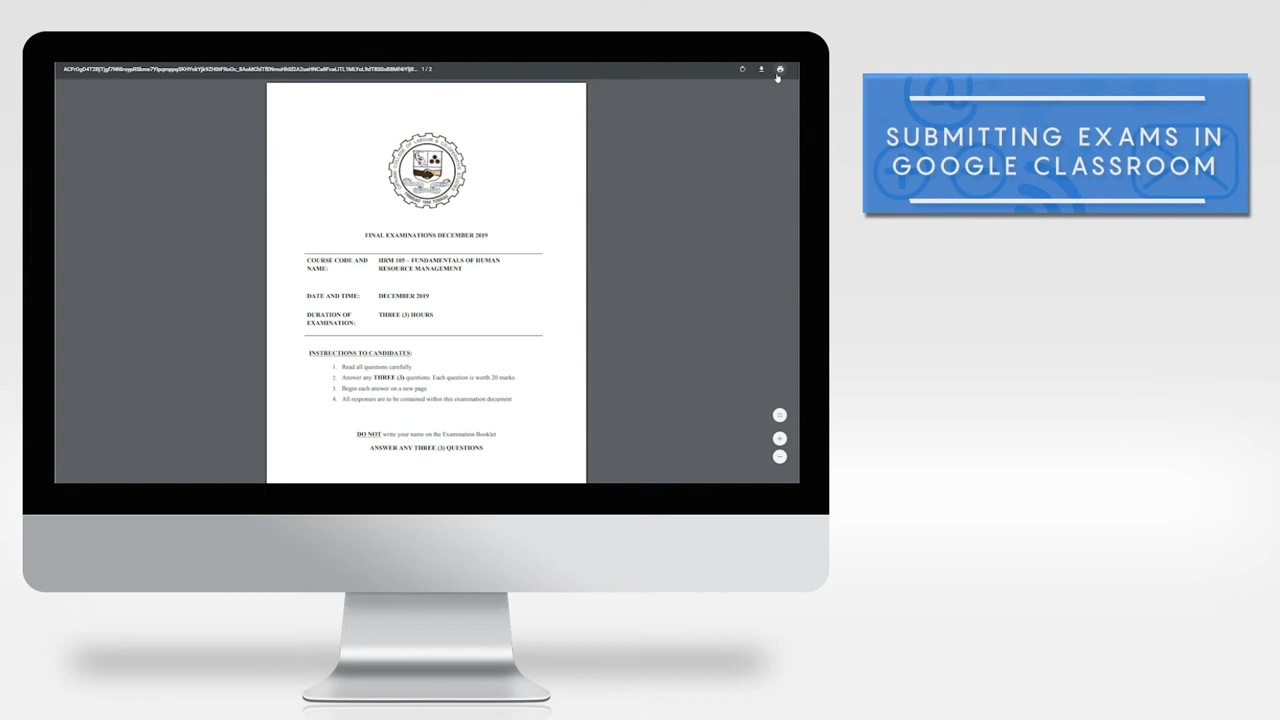 1 / 2
SUBMITTING EXAMS IN
GOOGLE CLASSROOM
FINAL EXAMINATIONS DECEMBER 2019
COURSE CODE AND NAME:
HRM 105 – FUNDAMENTALS OF HUMAN
RESOURCE MANAGEMENT
DATE AND TIME: DECEMBER 2019
DURATION OF EXAMINATION:
THREE (3) HOURS
INSTRUCTIONS TO CANDIDATES:
1. Read all questions carefully.
2. Answer any THREE (3) questions. Each question is worth 20 marks.
3. Begin each answer on a new page.
4. All responses are to be contained within this examination document
DO NOT write your name on the Examination Booklet
ANSWER ANY THREE (3) QUESTIONS